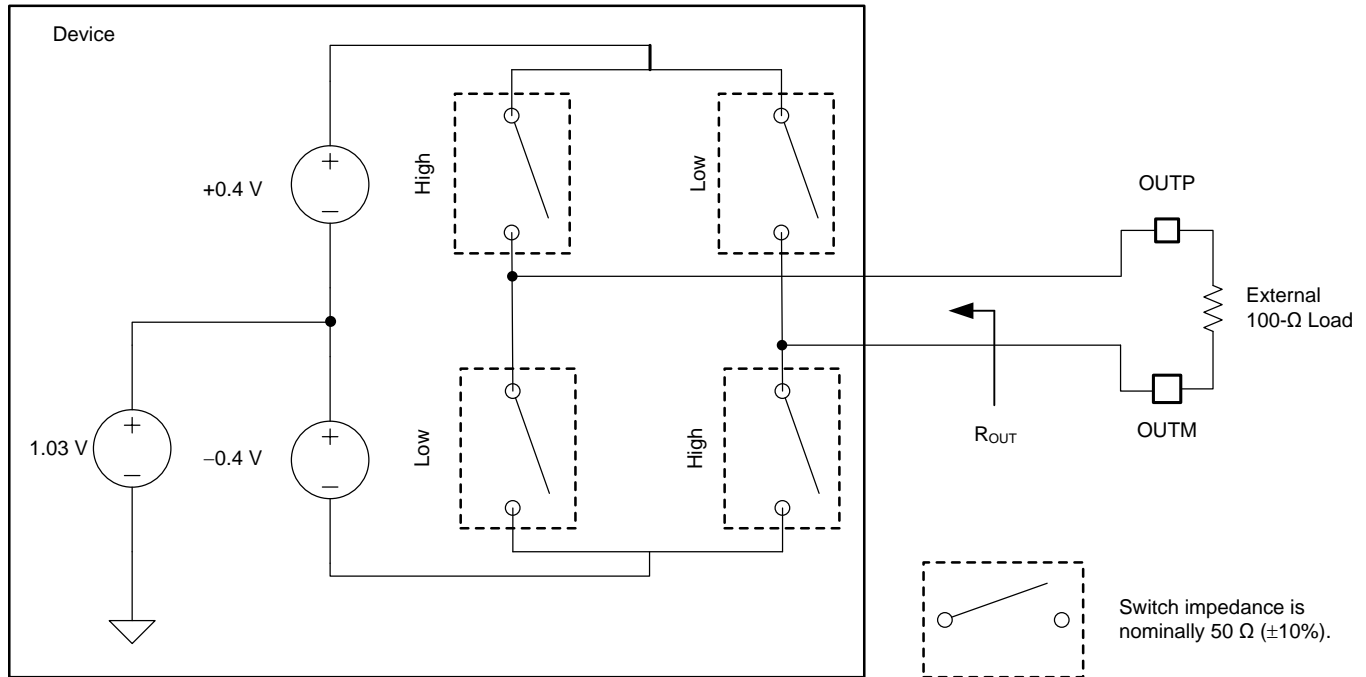 Device
+0.4 V
High
Low
OUTP
External
100-Ω Load
1.03 V
−0.4 V
Low
High
ROUT
OUTM
Switch impedance is
nominally 50 Ω (±10%).